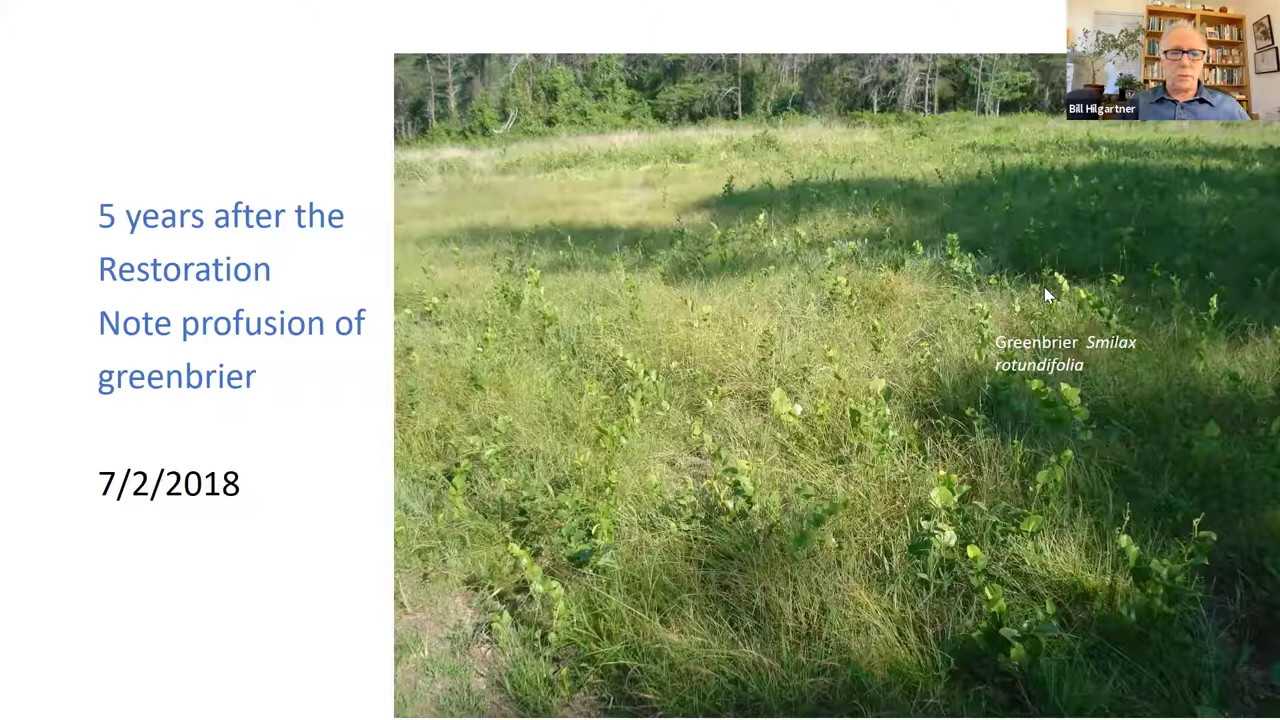 5 years after the
Restoration
Note profusion of
greenbrier
7/2/2018
Bill Hilgartner
Greenbrier Smilax
rotundifolia